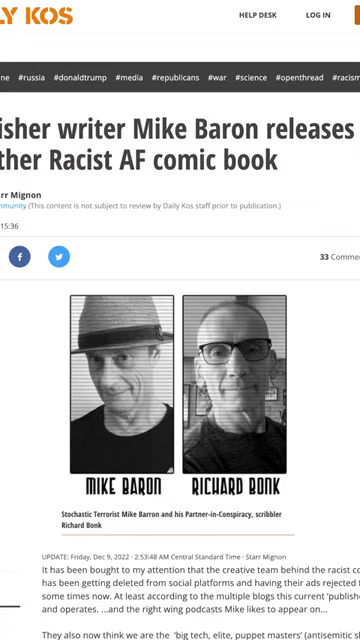 LY KOS
HELP DESK LOG IN
ne #russia #donaldtrump #media #republicans #war #science #openthread #racism
isher writer Mike Baron releases
ther Racist AF comic book
rr Mignon
mmunity (This content is not subject to review by Daily Kos staff prior to publication.)
15:36
33 Comme
MIKE BARON RICHARD BONK
Stochastic Terrorist Mike Barron and his Partner-in-Conspiracy, scribbler
Richard Bonk
UPDATE: Friday, Dec 9, 2022 · 2:53:48 AM Central Standard Time · Starr Mignon
It has been bought to my attention that the creative team behind the racist co
has been getting deleted from social platforms and having their ads rejected f
some times now. At least according to the multiple blogs this current 'publishe
and operates. ...and the right wing podcasts Mike likes to appear on...
They also now think we are the 'big tech, elite, puppet masters' (antisemitic s